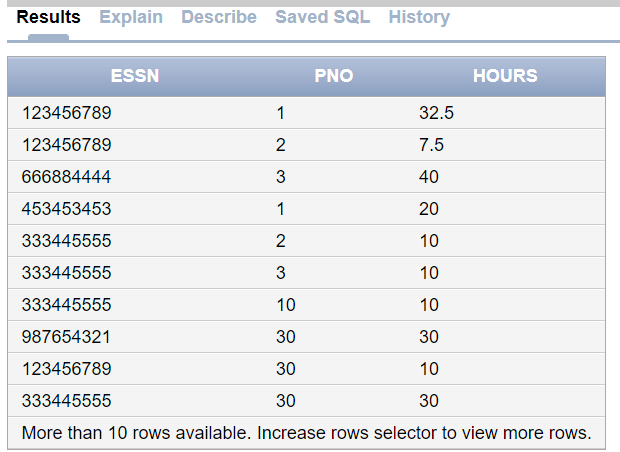 Results Explain Describe Saved SQL History
ESSN PNO HOURS
123456789 1 32.5
123456789 2 7.5
666884444 3 40
453453453 1 20
333445555 2 10
333445555 3 10
333445555 10 10
987654321 30 30
123456789 30 10
333445555 30 30
More than 10 rows available. Increase rows selector to view more rows.